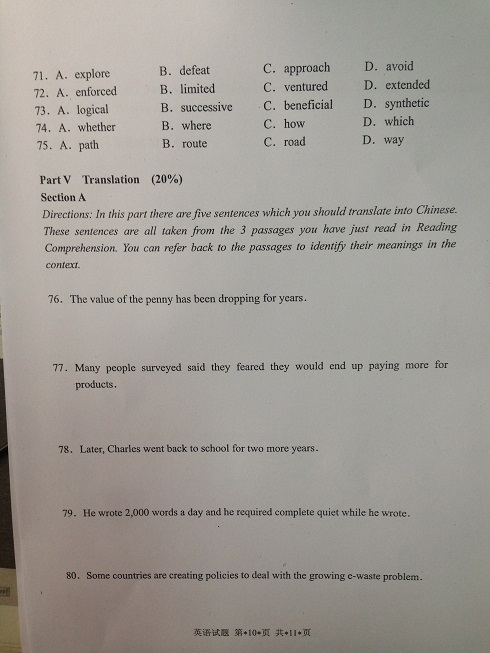 71. A. explore B. defeat C. approach D. avoid
72. A. enforced B. limited C. ventured D. extended
73. A. logical B. successive C. beneficial D. synthetic
74. A. whether B. where C. how D. which
75. A. path B. route C. road D. way
Part V Translation (20%)
Section A
Directions: In this part there are five sentences which you should translate into Chinese.
These sentences are all taken from the 3 passages you have just read in Reading
Comprehension. You can refer back to the passages to identify their meanings in the
context.
76. The value of the penny has been dropping for years.
77. Many people surveyed said they feared they would end up paying more for
products.
78. Later, Charles went back to school for two more years.
79. He wrote 2,000 words a day and he required complete quiet while he wrote.
80. Some countries are creating policies to deal with the growing e-waste problem.
英语试题 第•10•页 共•11•页